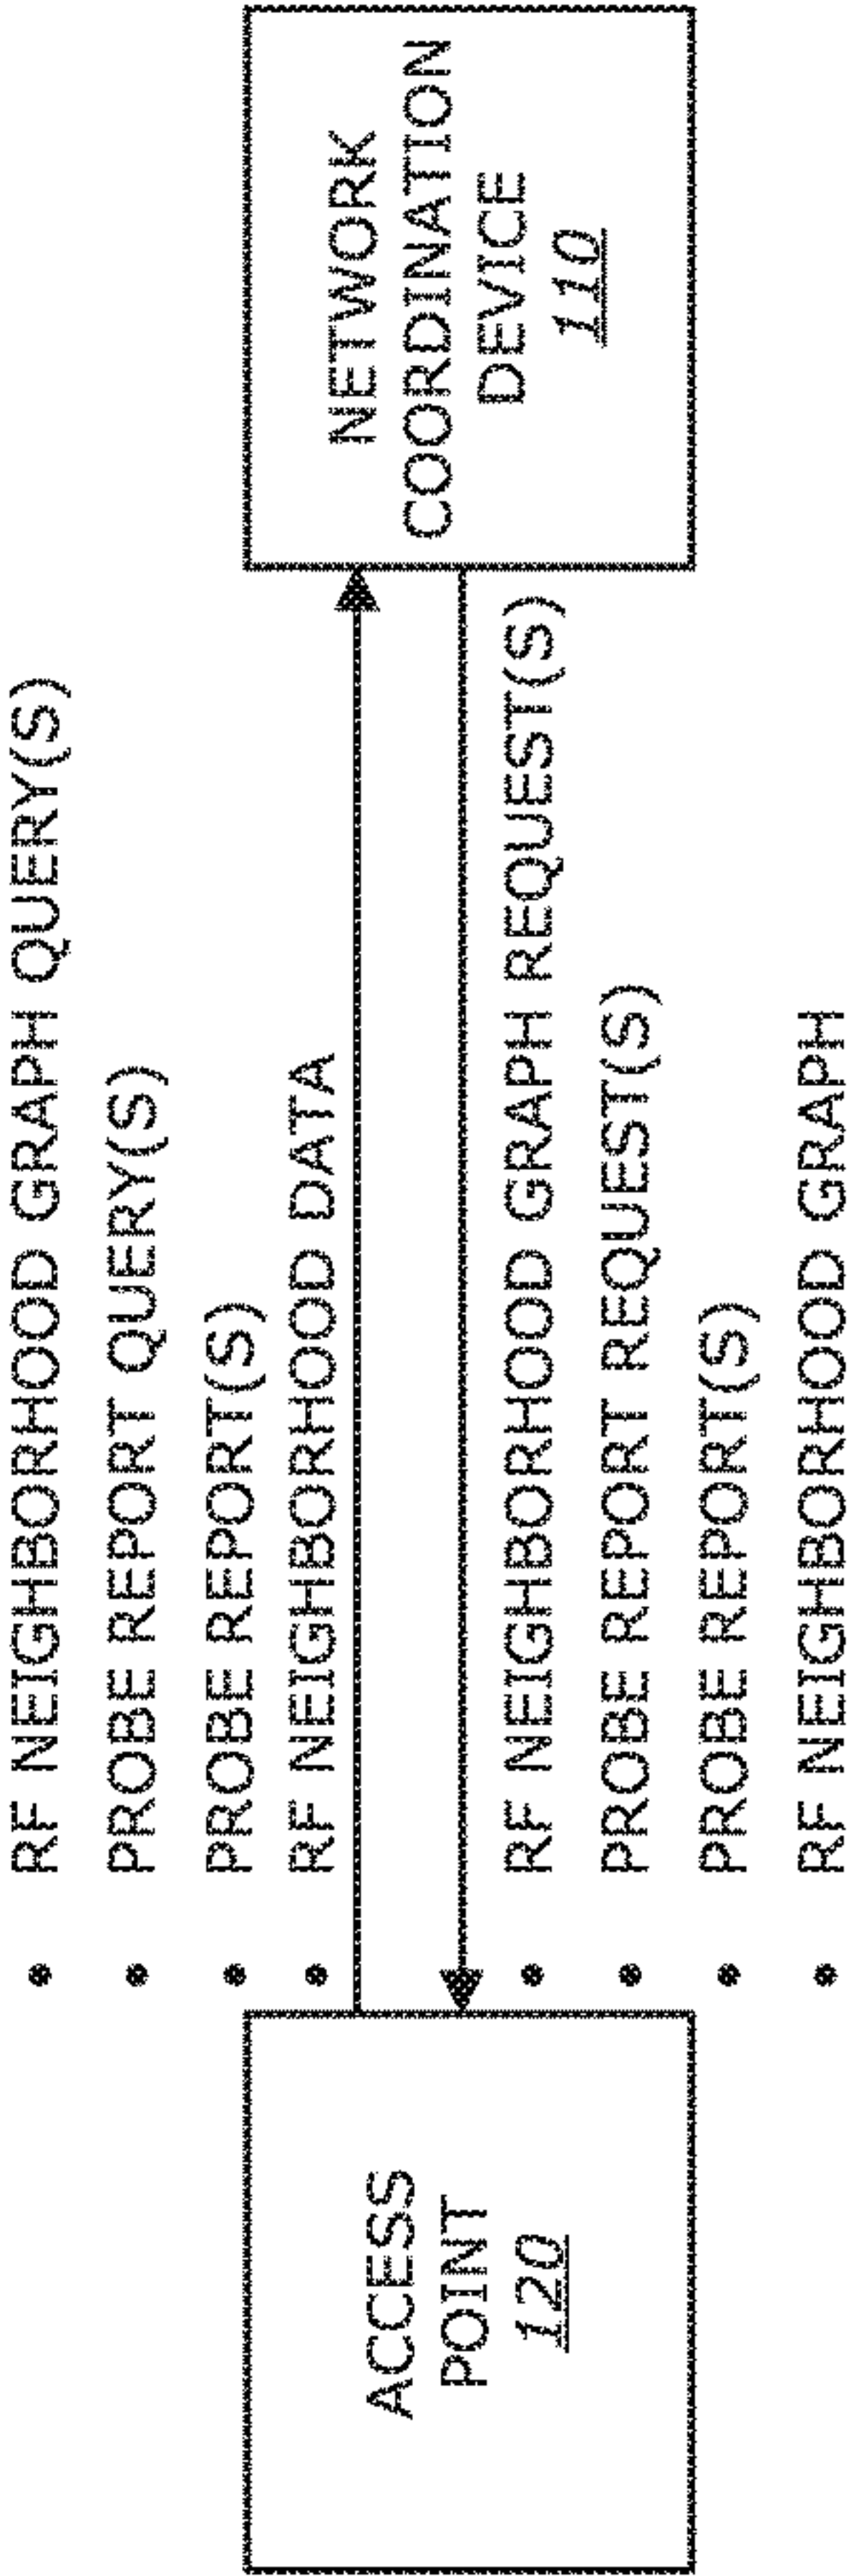 • RF NEIGHBORHOOD GRAPH QUERY(S)
• PROBE REPORT QUERY(S)
• PROBE REPORT(S)
• RF NEIGHBORHOOD DATA
ACCESS
POINT
120
NETWORK
COORDINATION
DEVICE
110
• RF NEIGHBORHOOD GRAPH REQUEST(S)
• PROBE REPORT REQUEST(S)
• PROBE REPORT(S)
• RF NEIGHBORHOOD GRAPH